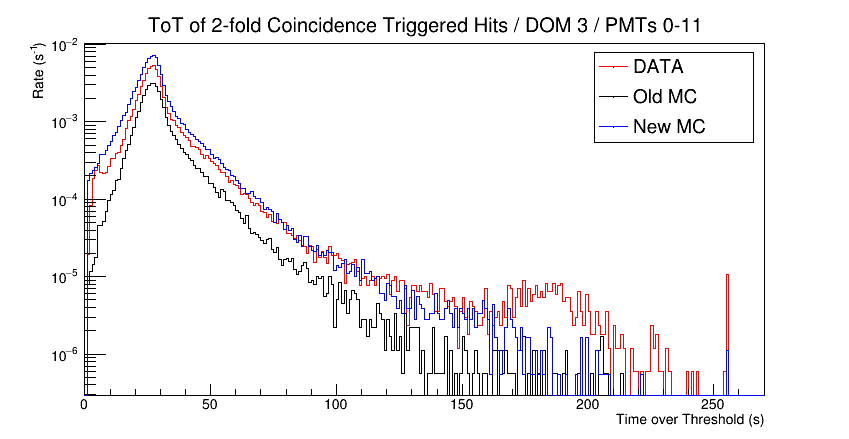 ToT of 2-fold Coincidence Triggered Hits / DOM 3 / PMTs 0-11
Rate (s⁻¹)
10⁻²
10⁻³
10⁻⁴
10⁻⁵
10⁻⁶
DATA
Old MC
New MC
0 50 100 150 200 250
Time over Threshold (s)